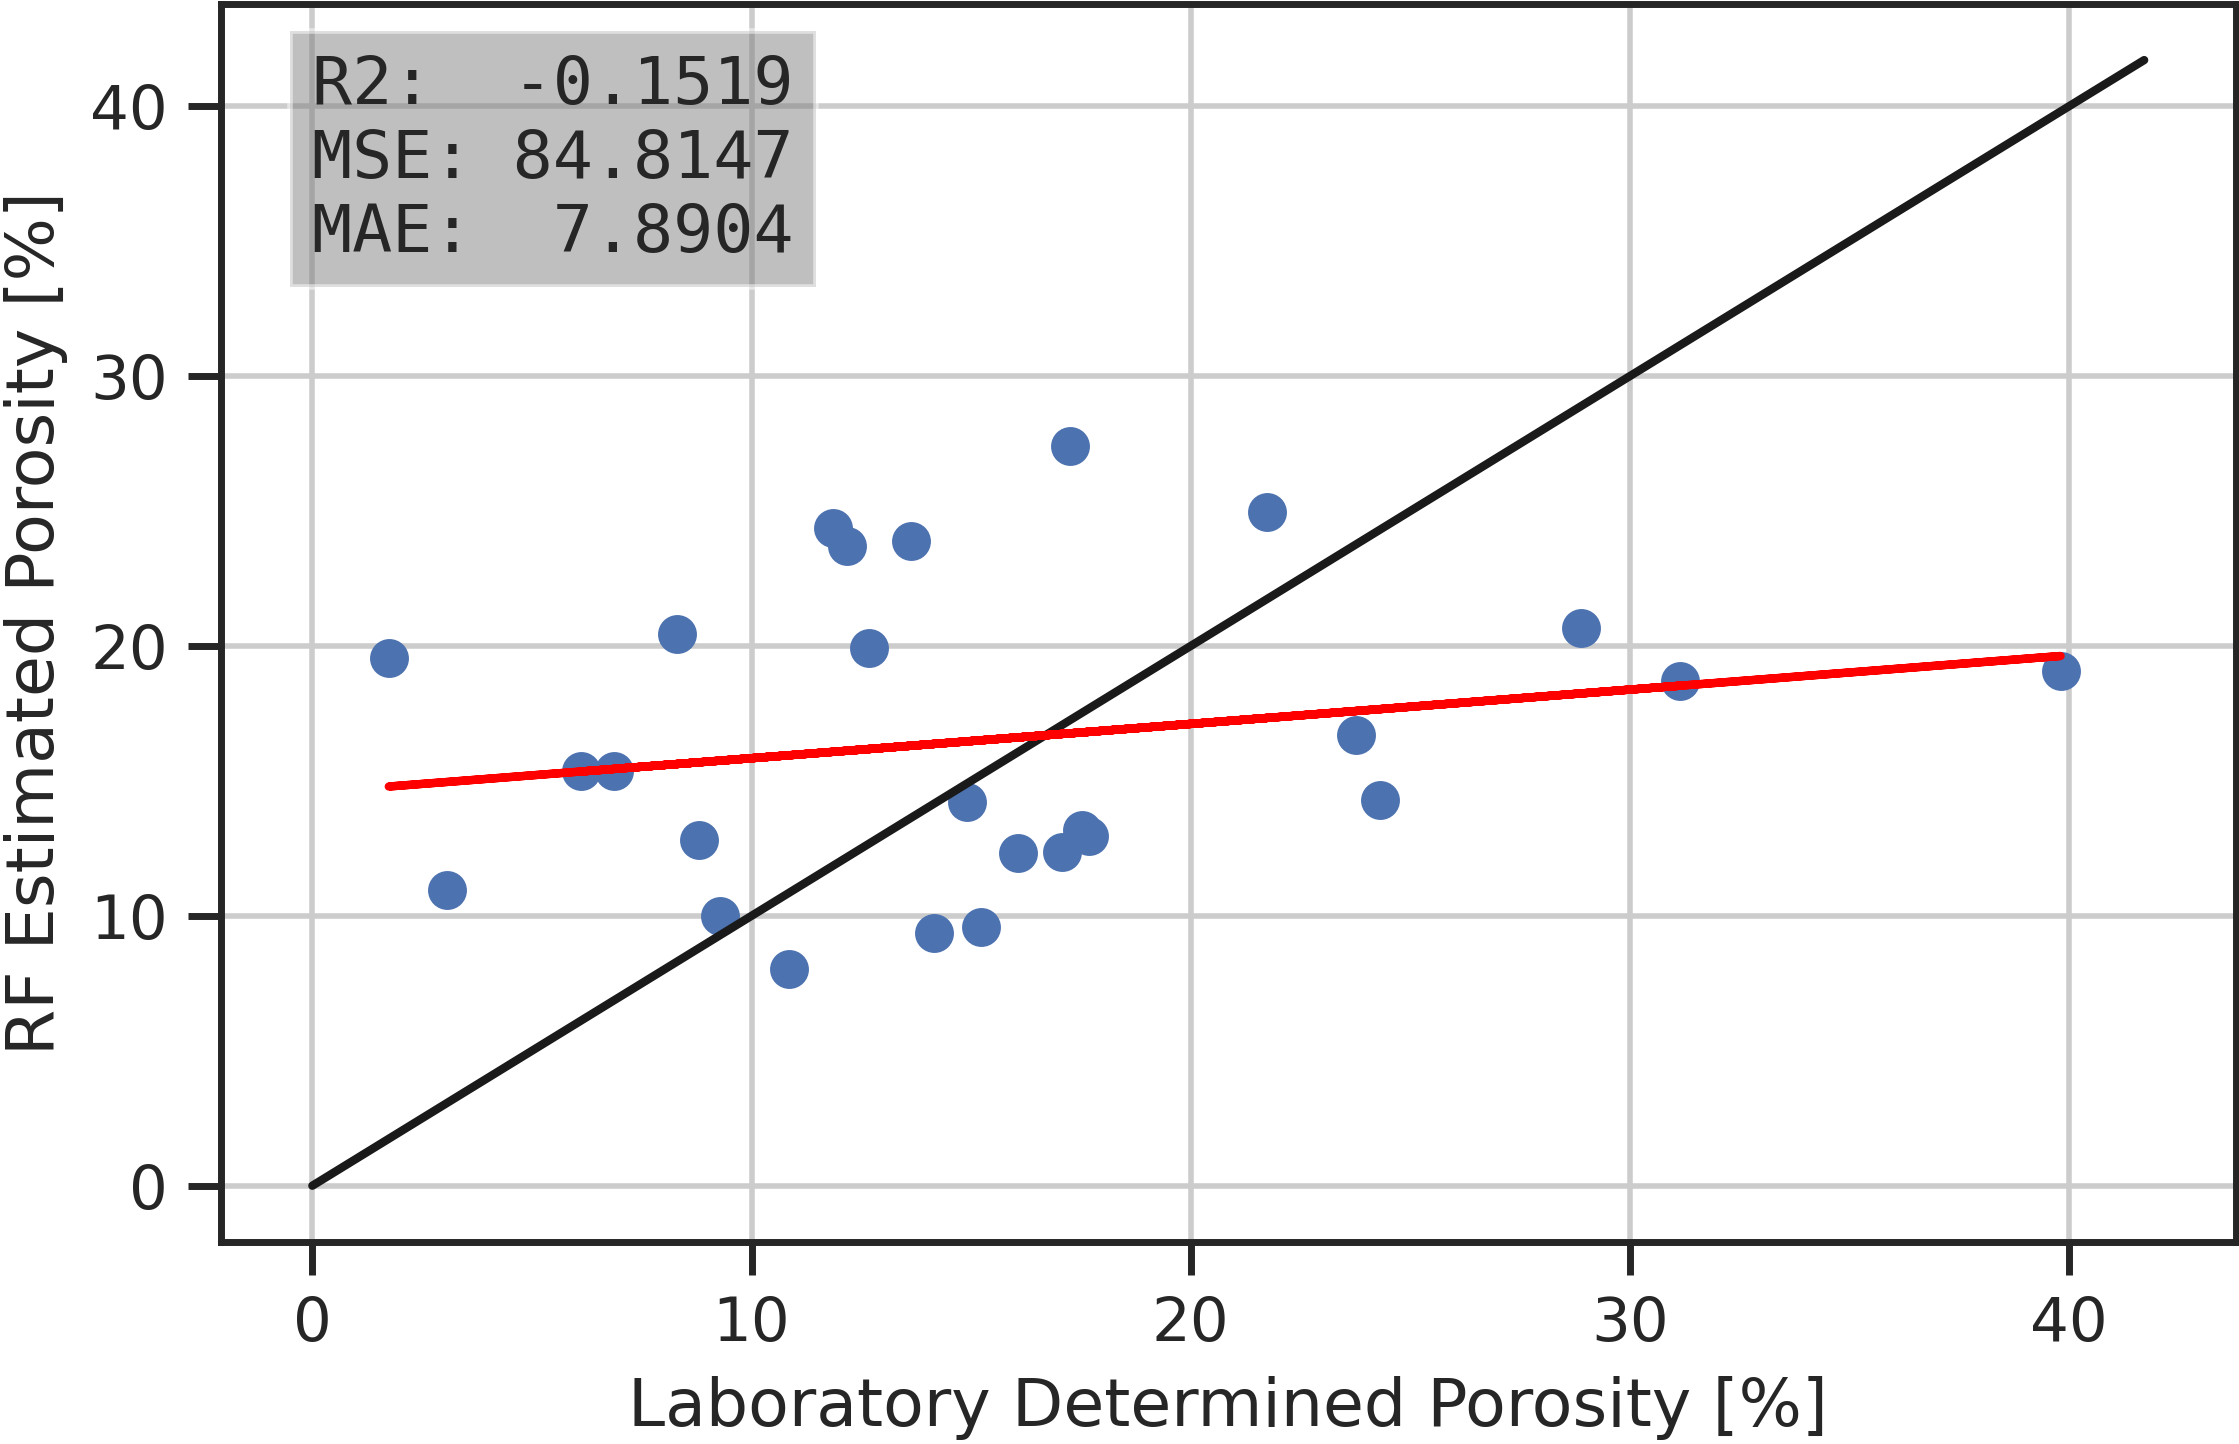 R2:   -0.1519
MSE: 84.8147
MAE:  7.8904
RF Estimated Porosity [%]
40
30
20
10
0
0 10 20 30 40
Laboratory Determined Porosity [%]